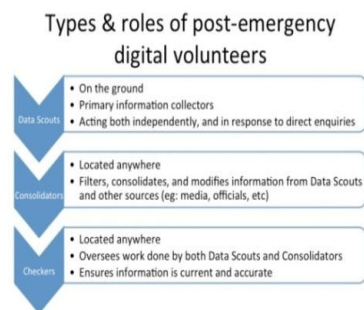 Types & roles of post-emergency
digital volunteers
• On the ground
• Primary information collectors
• Acting both independently, and in response to direct enquiries
Data Scouts
• Located anywhere
• Filters, consolidates, and modifies information from Data Scouts
and other sources (eg: media, officials, etc)
Consolidators
• Located anywhere
• Oversees work done by both Data Scouts and Consolidators
• Ensures information is current and accurate
Checkers